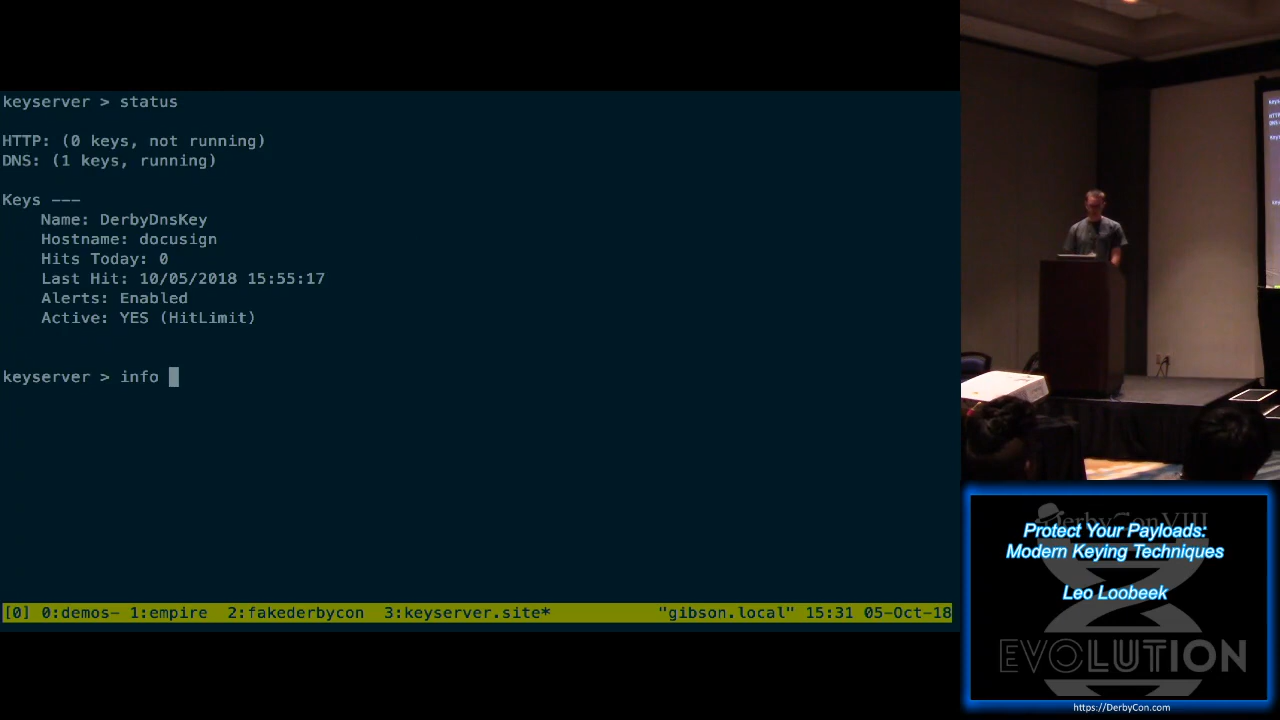 keyserver > status
HTTP: (0 keys, not running)
DNS: (1 keys, running)
Keys ---
Name: DerbyDnsKey
Hostname: docusign
Hits Today: 0
Last Hit: 10/05/2018 15:55:17
Alerts: Enabled
Active: YES (HitLimit)
keyserver > info
[0] 0:demos- 1:empire 2:fakederbycon 3:keyserver.site* "gibson.local" 15:31 05-Oct-18
DerbyCon VIII
Protect Your Payloads:
Modern Keying Techniques
Leo Loobeek
EVOLUTION
https://DerbyCon.com